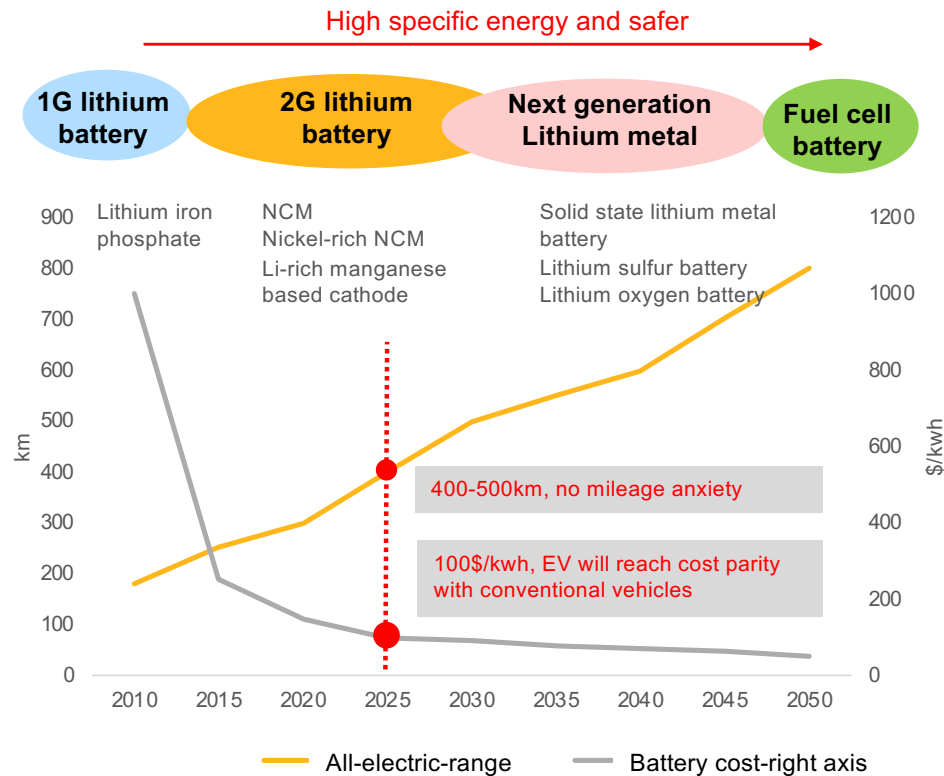 High specific energy and safer
1G lithium
battery
2G lithium
battery
Next generation
Lithium metal
Fuel cell
battery
Lithium iron
phosphate
NCM
Nickel-rich NCM
Li-rich manganese
based cathode
Solid state lithium metal
battery
Lithium sulfur battery
Lithium oxygen battery
900
800
700
600
500
400
300
200
100
0
km
1200
1000
800
600
400
200
0
$/kwh
400-500km, no mileage anxiety
100$/kwh, EV will reach cost parity
with conventional vehicles
2010 2015 2020 2025 2030 2035 2040 2045 2050
All-electric-range
Battery cost-right axis